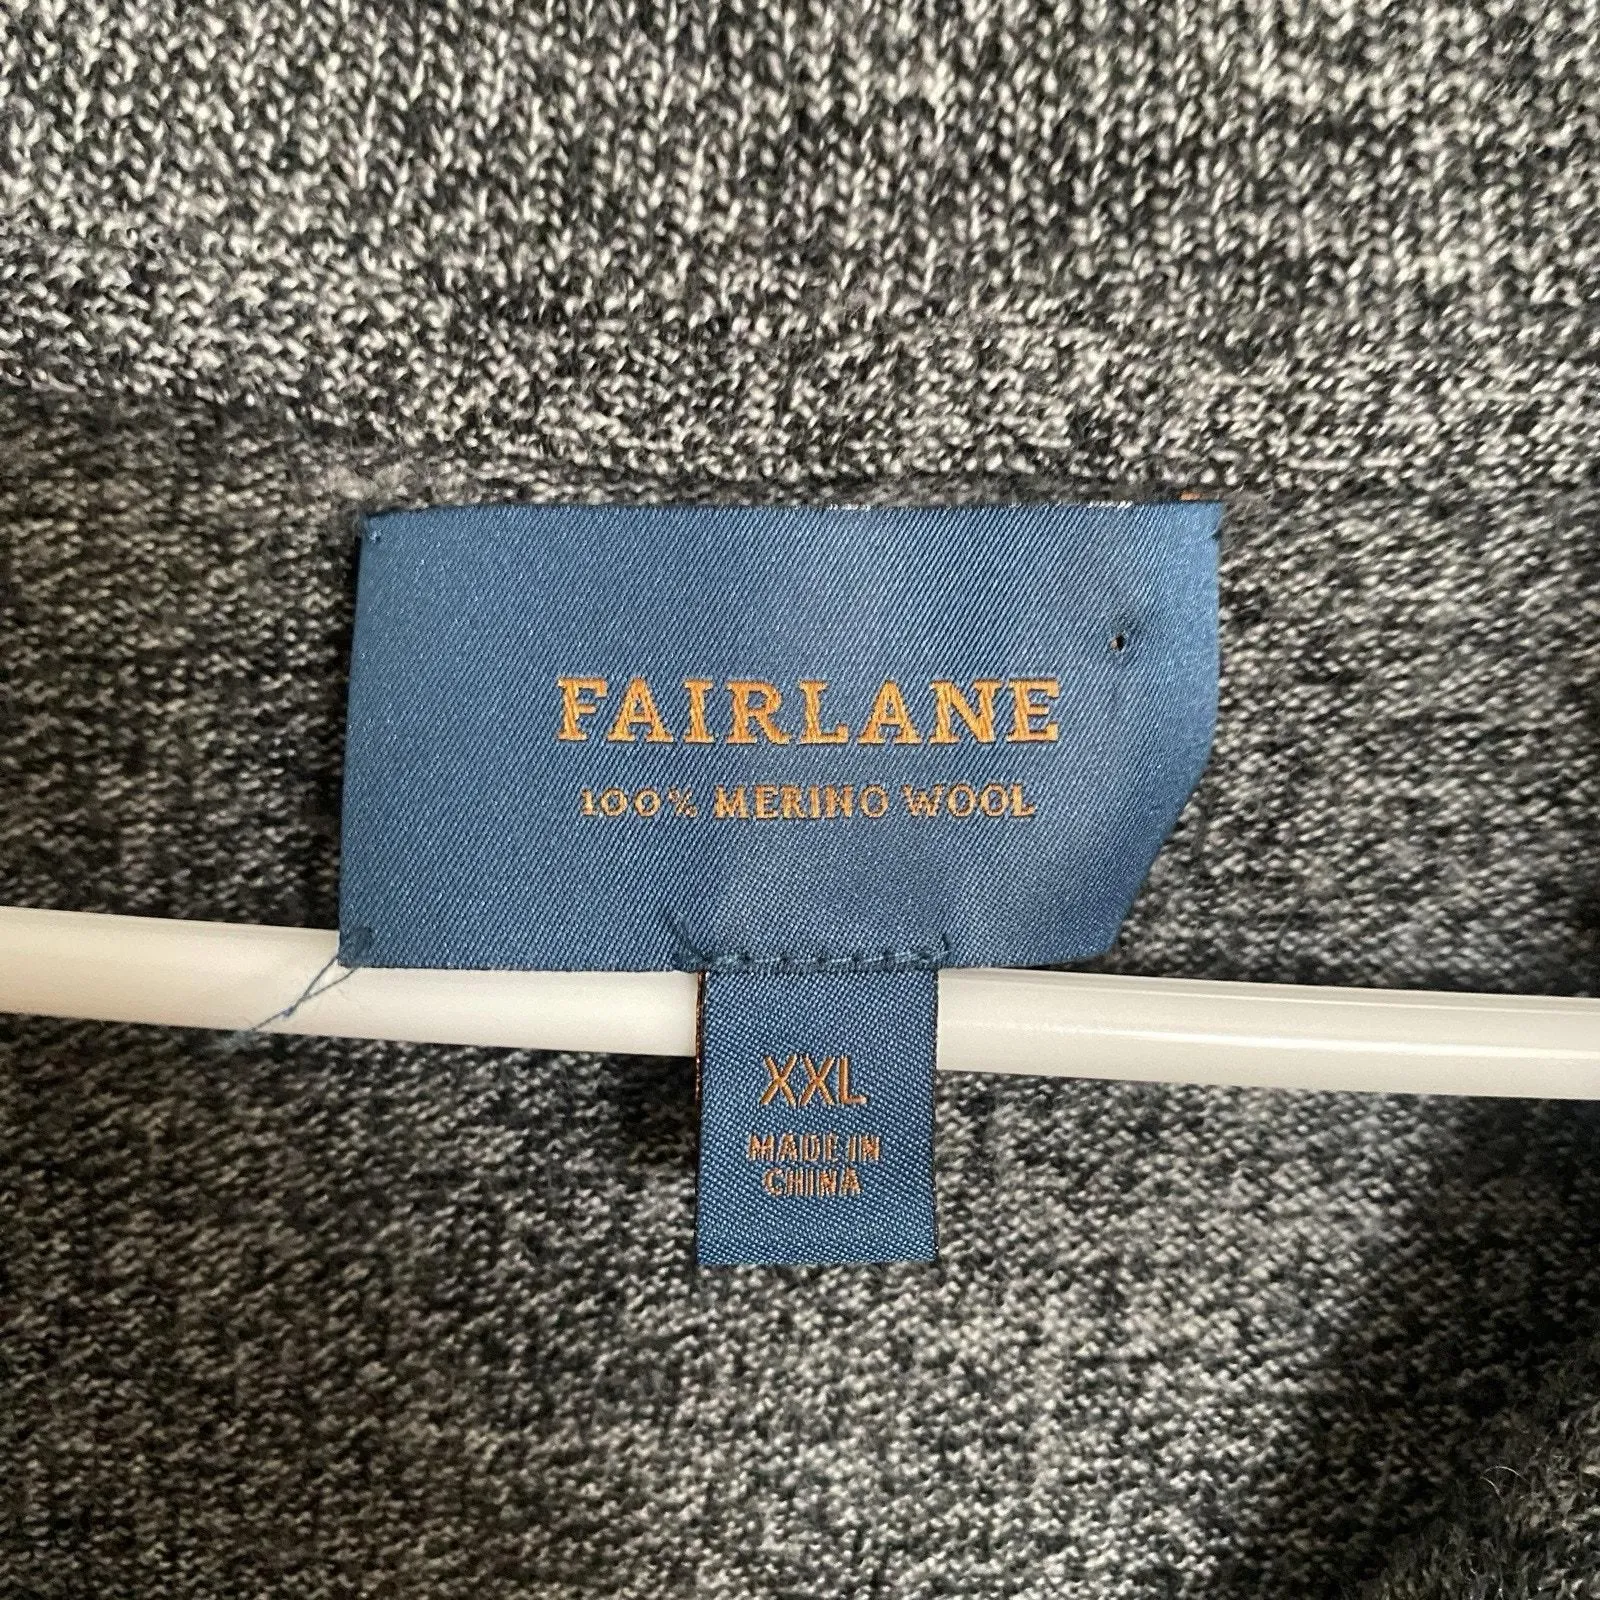 FAIRLANE
100% MERINO WOOL
XXL
MADE IN
CHINA